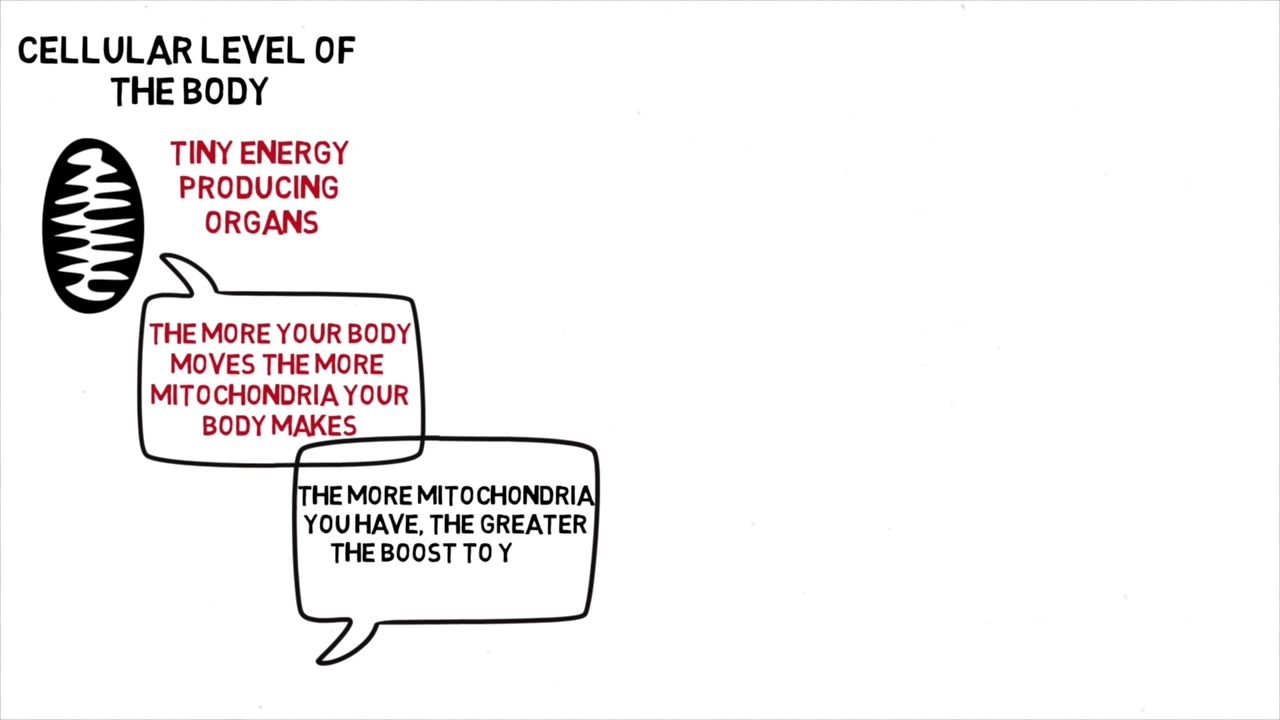 CELLULAR LEVEL OF
THE BODY
TINY ENERGY
PRODUCING
ORGANS
THE MORE YOUR BODY
MOVES THE MORE
MITOCHONDRIA YOUR
BODY MAKES
THE MORE MITOCHONDRIA
YOU HAVE, THE GREATER
THE BOOST TO Y